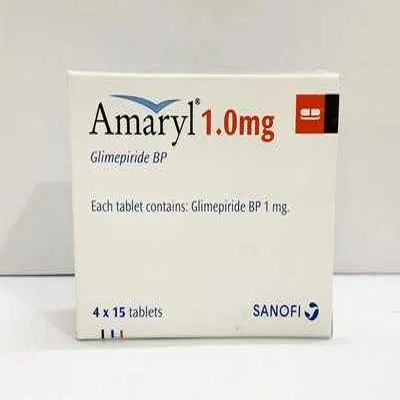 Amaryl® 1.0mg
Glimepiride BP
Each tablet contains: Glimepiride BP 1 mg.
4 x 15 tablets
SANOFI